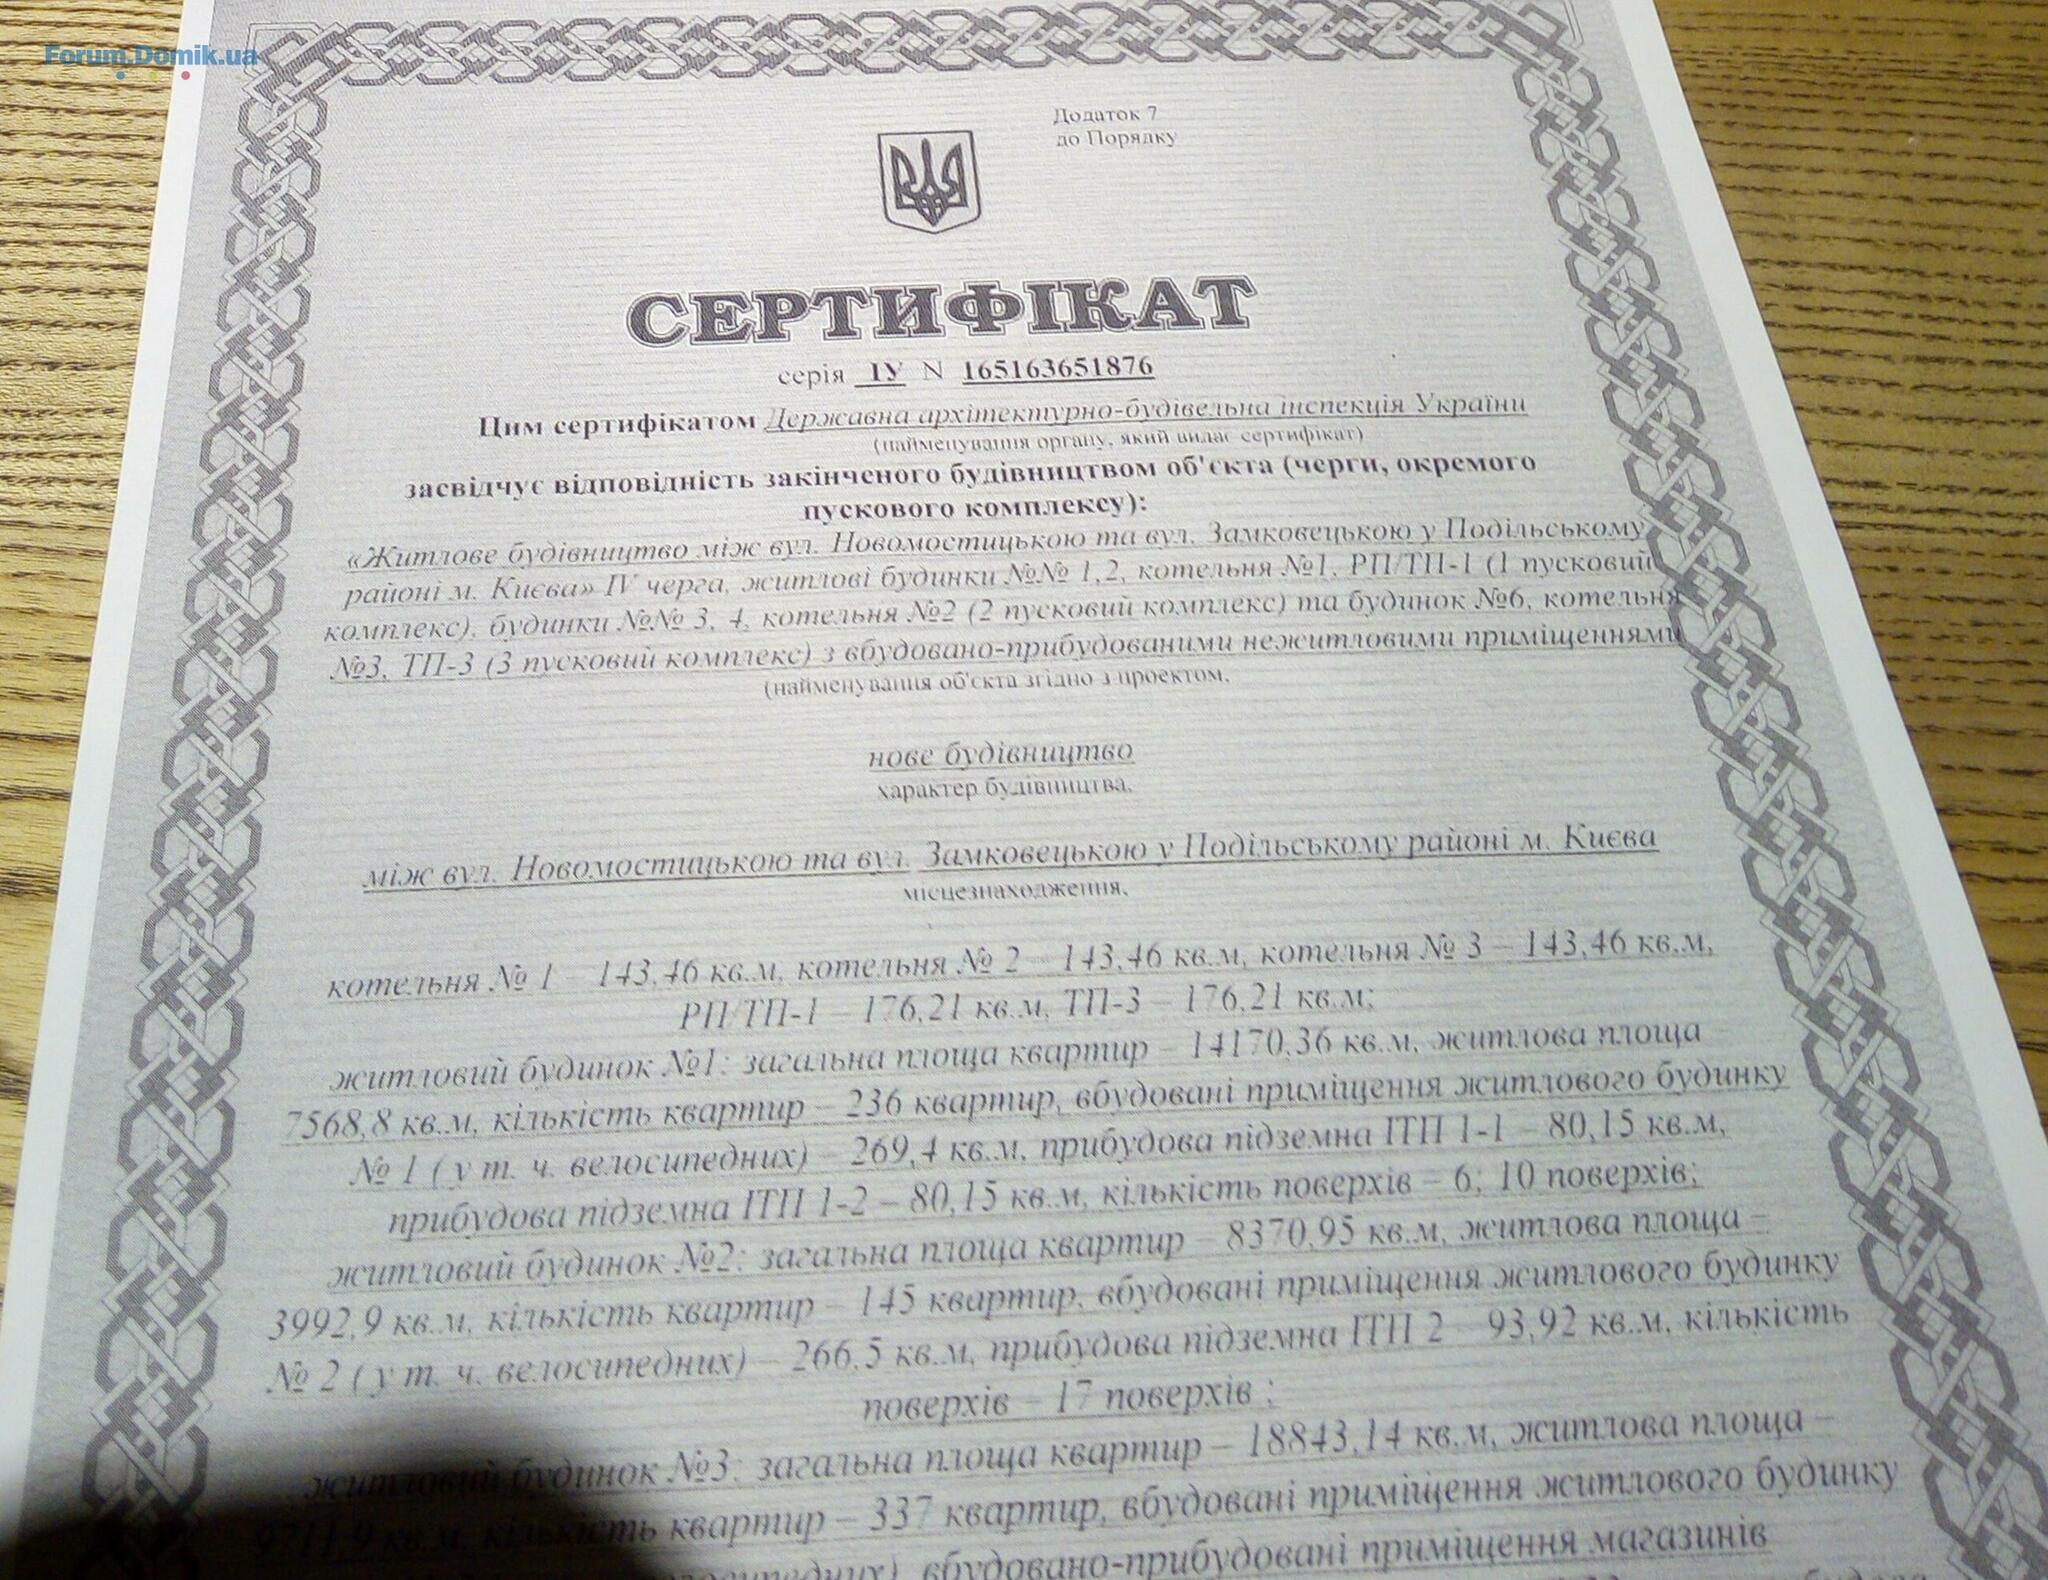 Forum.Domik.ua
Додаток 7
до Порядку
СЕРТИФІКАТ
серія ІУ N 165163651876
Цим сертифікатом Державна архітектурно-будівельна інспекція України
(найменування органу, який видає сертифікат)
засвідчує відповідність закінченого будівництвом об'єкта (черги, окремого
пускового комплексу):
«Житлове будівництво між вул. Новомостицькою та вул. Замковецькою у Подільському
районі м. Києва» IV черга, житлові будинки №№ 1,2, котельня №1, РП/ТП-1 (1 пусковий
комплекс), будинки №№ 3, 4, котельня №2 (2 пусковий комплекс) та будинок №6, котельня
№3, ТП-3 (3 пусковий комплекс) з вбудовано-прибудованими нежитловими приміщеннями
(найменування об'єкта згідно з проектом,
нове будівництво
характер будівництва,
між вул. Новомостицькою та вул. Замковецькою у Подільському районі м. Києва
місцезнаходження,
котельня № 1 – 143,46 кв.м, котельня № 2 – 143,46 кв.м, котельня № 3 – 143,46 кв.м,
РП/ТП-1 – 176,21 кв.м, ТП-3 – 176,21 кв.м;
житловий будинок №1: загальна площа квартир – 14170,36 кв.м, житлова площа
7568,8 кв.м, кількість квартир – 236 квартир, вбудовані приміщення житлового будинку
№ 1 ( у т. ч. велосипедних) – 269,4 кв.м, прибудова підземна ІТП 1-1 – 80,15 кв.м,
прибудова підземна ІТП 1-2 – 80,15 кв.м, кількість поверхів – 6; 10 поверхів;
житловий будинок №2: загальна площа квартир – 8370,95 кв.м, житлова площа –
3992,9 кв.м, кількість квартир – 145 квартир, вбудовані приміщення житлового будинку
№ 2 ( у т. ч. велосипедних) – 266,5 кв.м, прибудова підземна ІТП 2 – 93,92 кв.м, кількість
поверхів – 17 поверхів ;
житловий будинок №3: загальна площа квартир – 18843,14 кв.м, житлова площа –
9711,9 кв.м, кількість квартир – 337 квартир, вбудовані приміщення житлового будинку
вбудовано-прибудовані приміщення магазинів